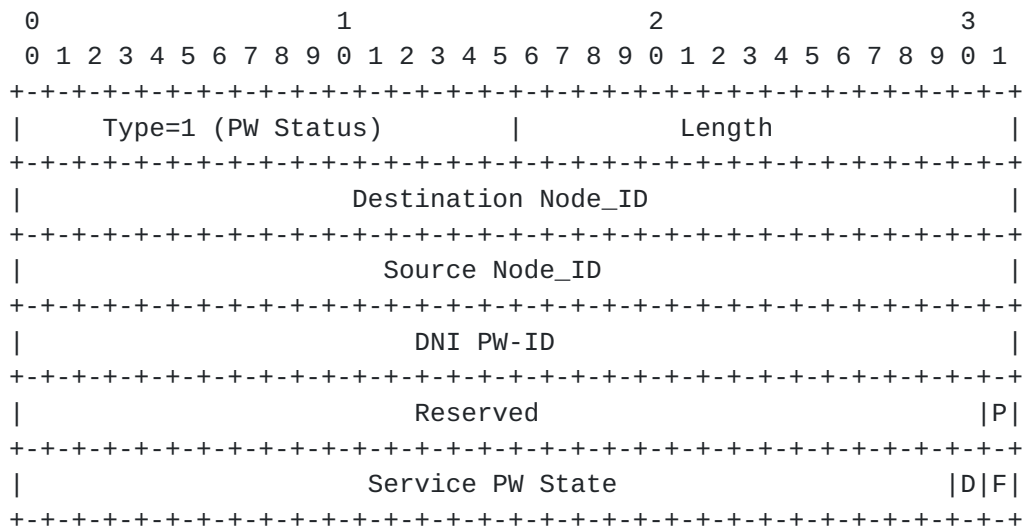 0                   1                   2                   3
 0 1 2 3 4 5 6 7 8 9 0 1 2 3 4 5 6 7 8 9 0 1 2 3 4 5 6 7 8 9 0 1
+-+-+-+-+-+-+-+-+-+-+-+-+-+-+-+-+-+-+-+-+-+-+-+-+-+-+-+-+-+-+-+-+
|     Type=1 (PW Status)        |          Length               |
+-+-+-+-+-+-+-+-+-+-+-+-+-+-+-+-+-+-+-+-+-+-+-+-+-+-+-+-+-+-+-+-+
|                     Destination Node_ID                       |
+-+-+-+-+-+-+-+-+-+-+-+-+-+-+-+-+-+-+-+-+-+-+-+-+-+-+-+-+-+-+-+-+
|                       Source Node_ID                          |
+-+-+-+-+-+-+-+-+-+-+-+-+-+-+-+-+-+-+-+-+-+-+-+-+-+-+-+-+-+-+-+-+
|                         DNI PW-ID                             |
+-+-+-+-+-+-+-+-+-+-+-+-+-+-+-+-+-+-+-+-+-+-+-+-+-+-+-+-+-+-+-+-+
|                         Reserved                            |P|
+-+-+-+-+-+-+-+-+-+-+-+-+-+-+-+-+-+-+-+-+-+-+-+-+-+-+-+-+-+-+-+-+
|                      Service PW State                     |D|F|
+-+-+-+-+-+-+-+-+-+-+-+-+-+-+-+-+-+-+-+-+-+-+-+-+-+-+-+-+-+-+-+-+